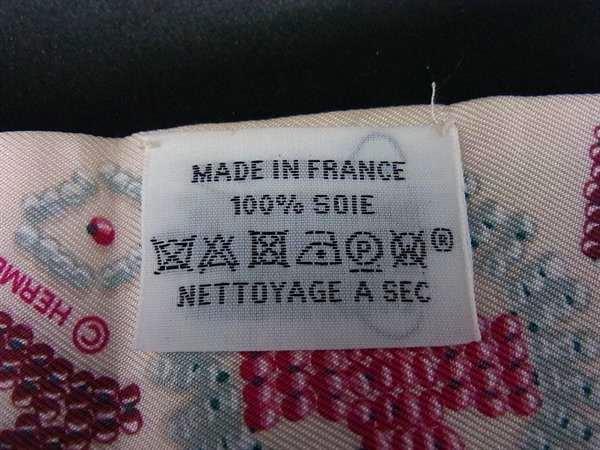 MADE IN FRANCE
100% SOIE
®
NETTOYAGE A SEC
© HERM